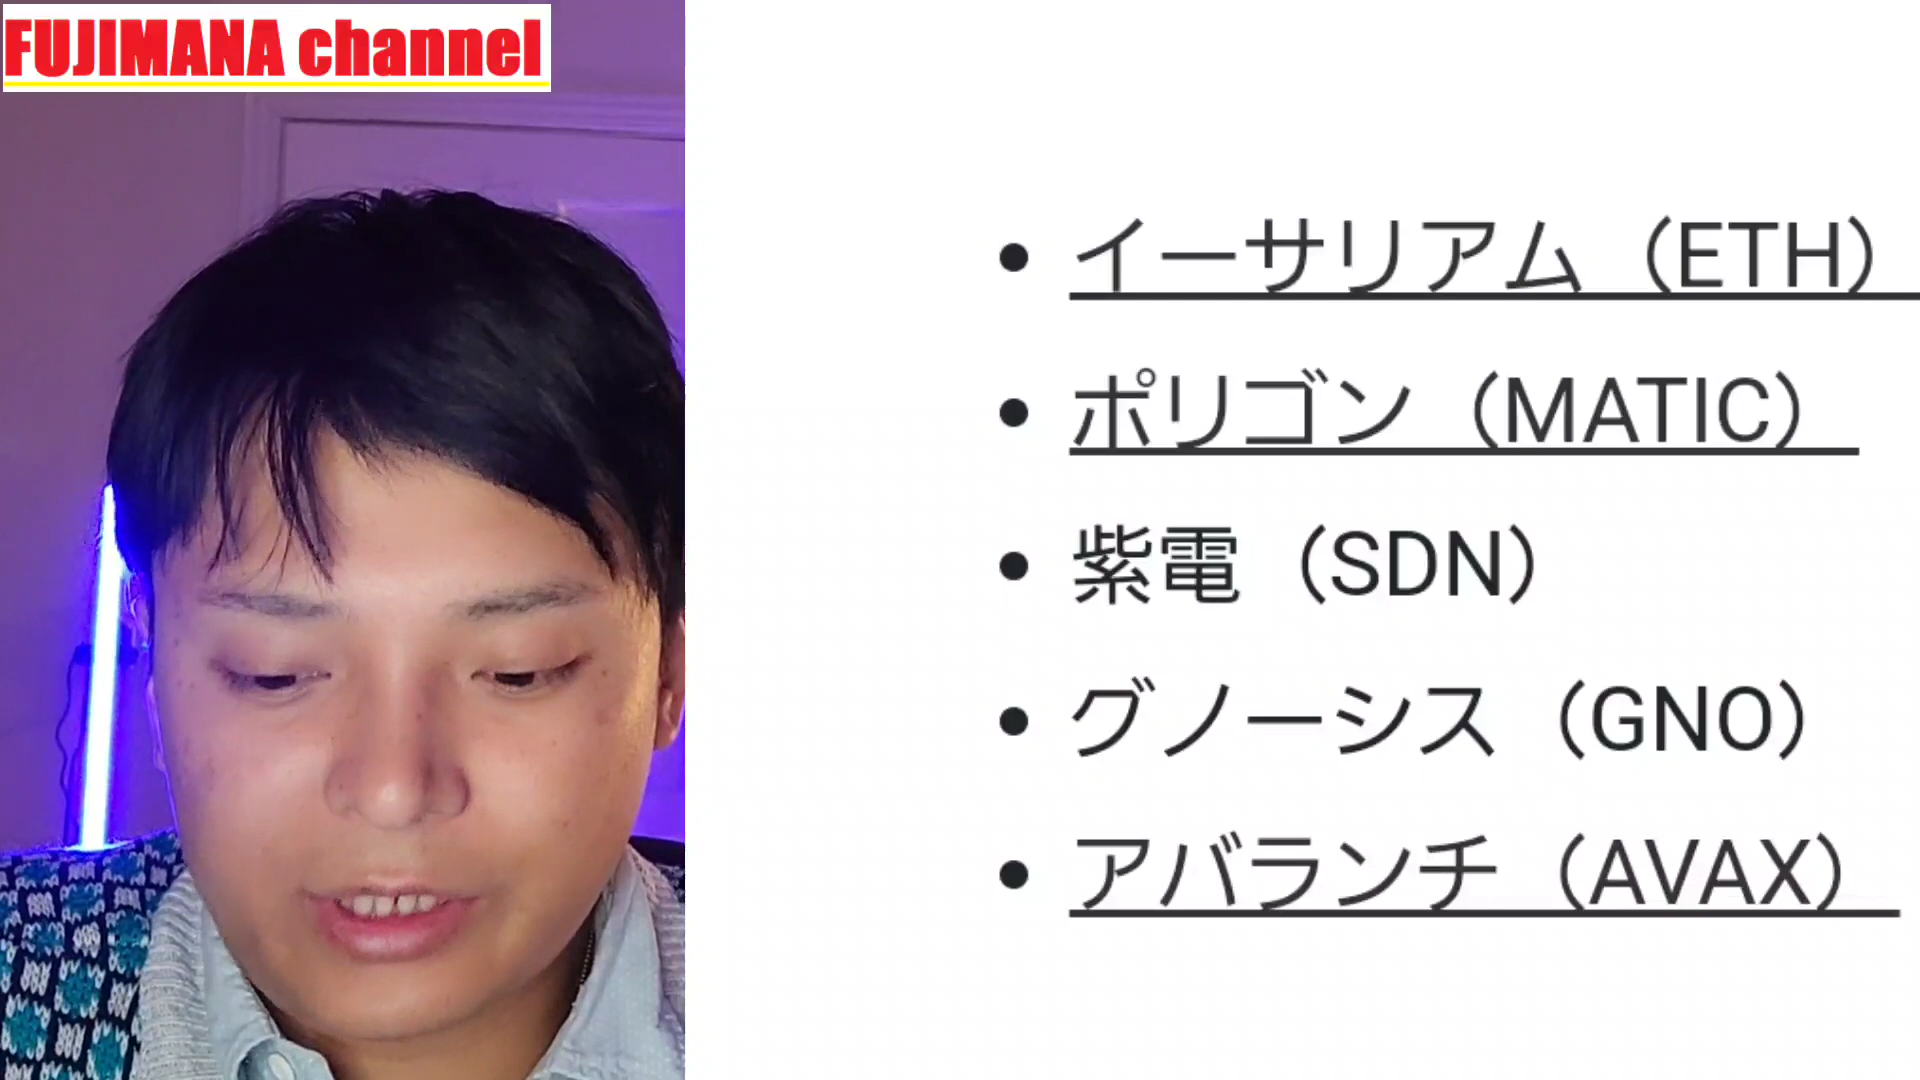 FUJIMANA channel
イーサリアム（ETH）
ポリゴン（MATIC）
紫電（SDN）
グノーシス（GNO）
アバランチ（AVAX）